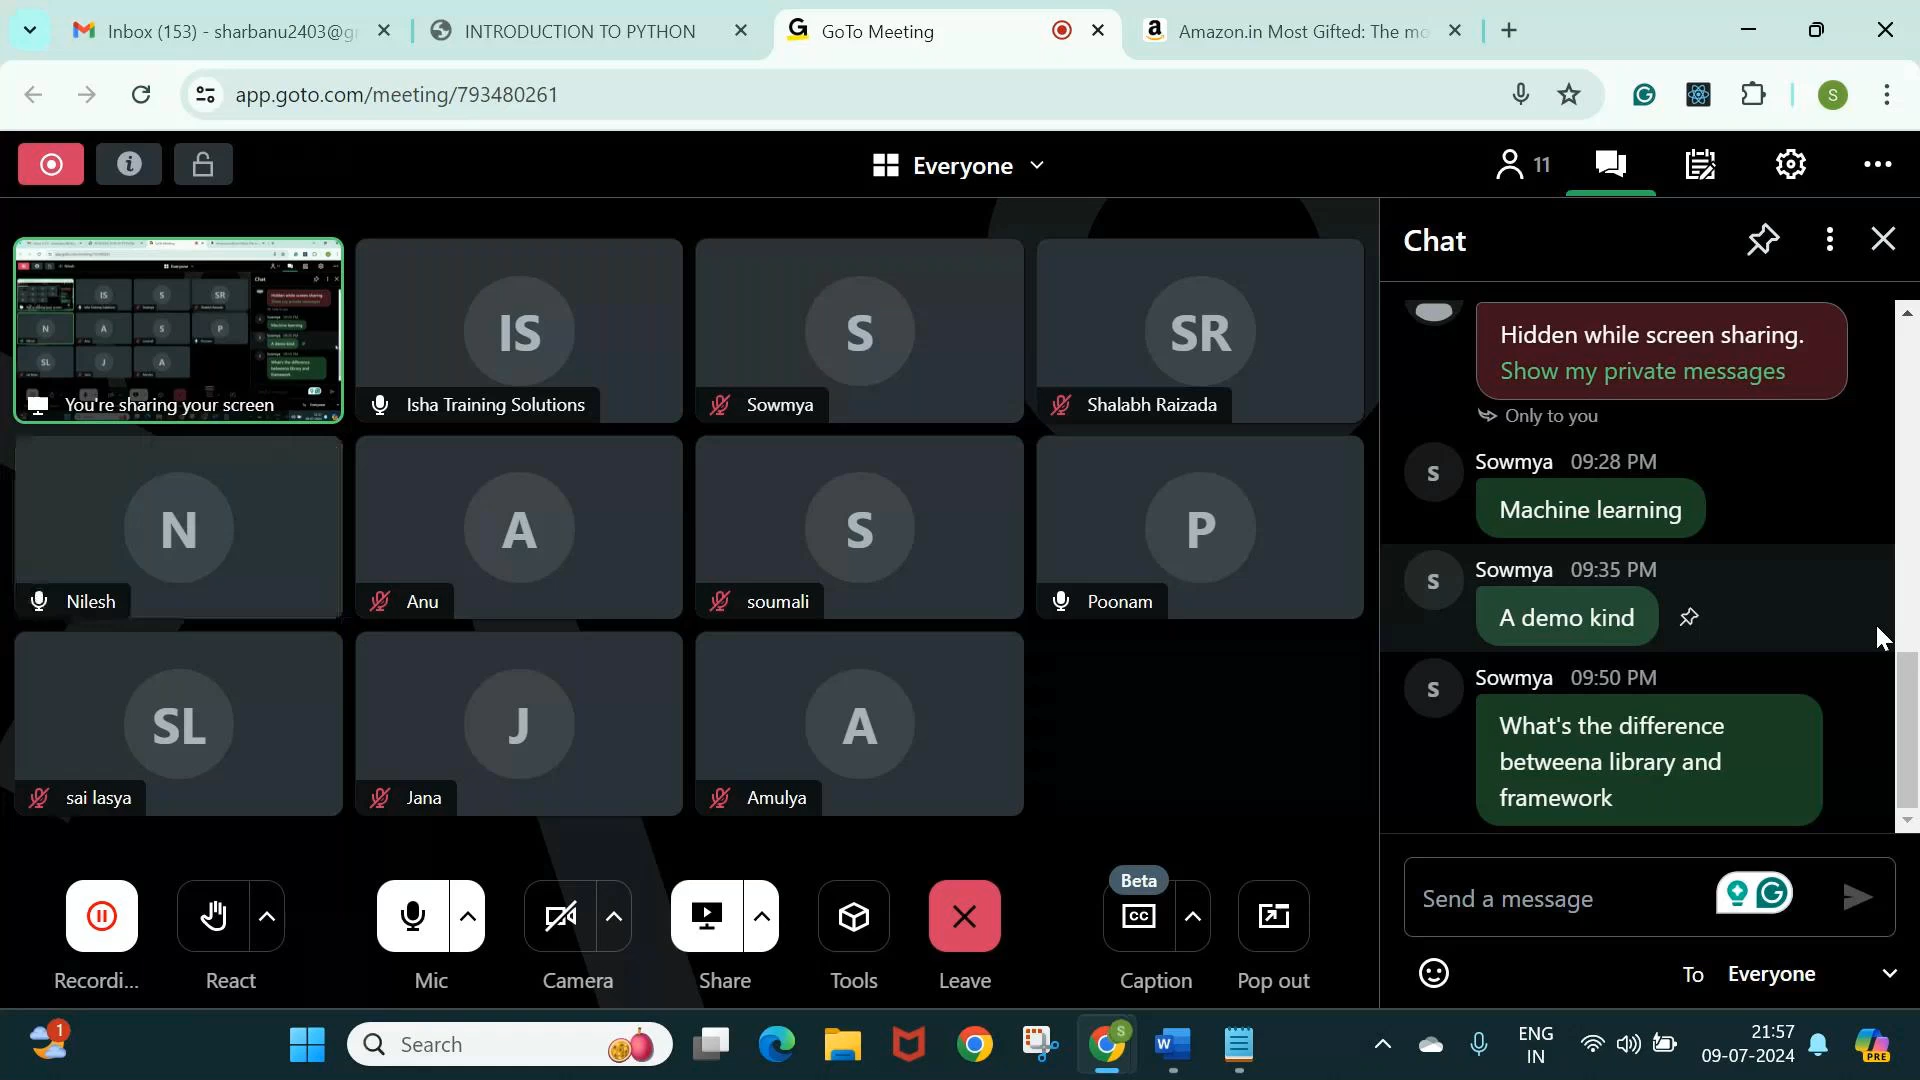 Inbox (153) - sharbanu2403@g
INTRODUCTION TO PYTHON
GoTo Meeting
Amazon.in Most Gifted: The mo
app.goto.com/meeting/793480261
S
Everyone
11
Chat
Hidden while screen sharing.
Show my private messages
Only to you
You're sharing your screen
IS
Isha Training Solutions
S
Sowmya
SR
Shalabh Raizada
S
Sowmya 09:28 PM
Machine learning
N
Nilesh
A
Anu
S
soumali
P
Poonam
S
Sowmya 09:35 PM
A demo kind
S
Sowmya 09:50 PM
What's the difference
betweena library and
framework
SL
sai lasya
J
Jana
A
Amulya
Send a message
Beta
CC
Recordi...
React
Mic
Camera
Share
Tools
Leave
Caption
Pop out
To Everyone
1
Search
S
ENG
IN
21:57
09-07-2024
PRE